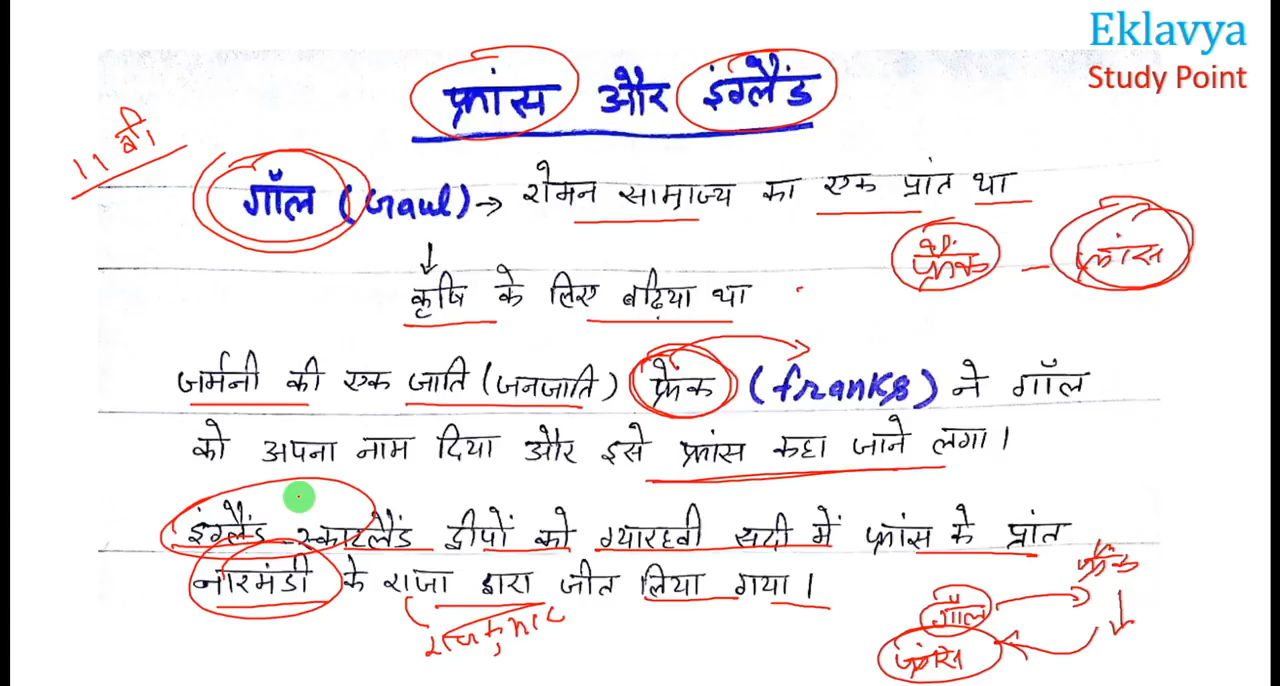 Eklavya
Study Point
फ्रांस और इंग्लैंड
11 वी
गॉल (Gaul) → रोमन साम्राज्य का एक प्रांत था
फ्रैंक – फ्रांस
कृषि के लिए बढ़िया था
जर्मनी की एक जाति (जनजाति) फ्रैंक (franks) ने गॉल
को अपना नाम दिया और इसे फ्रांस कहा जाने लगा।
इंग्लैंड-स्काटलैंड द्वीपों को ग्यारहवी सदी में फ्रांस के प्रांत
नारमंडी के राजा द्वारा जीत लिया गया।
फ्रैंक
गॉल
फ्रांस